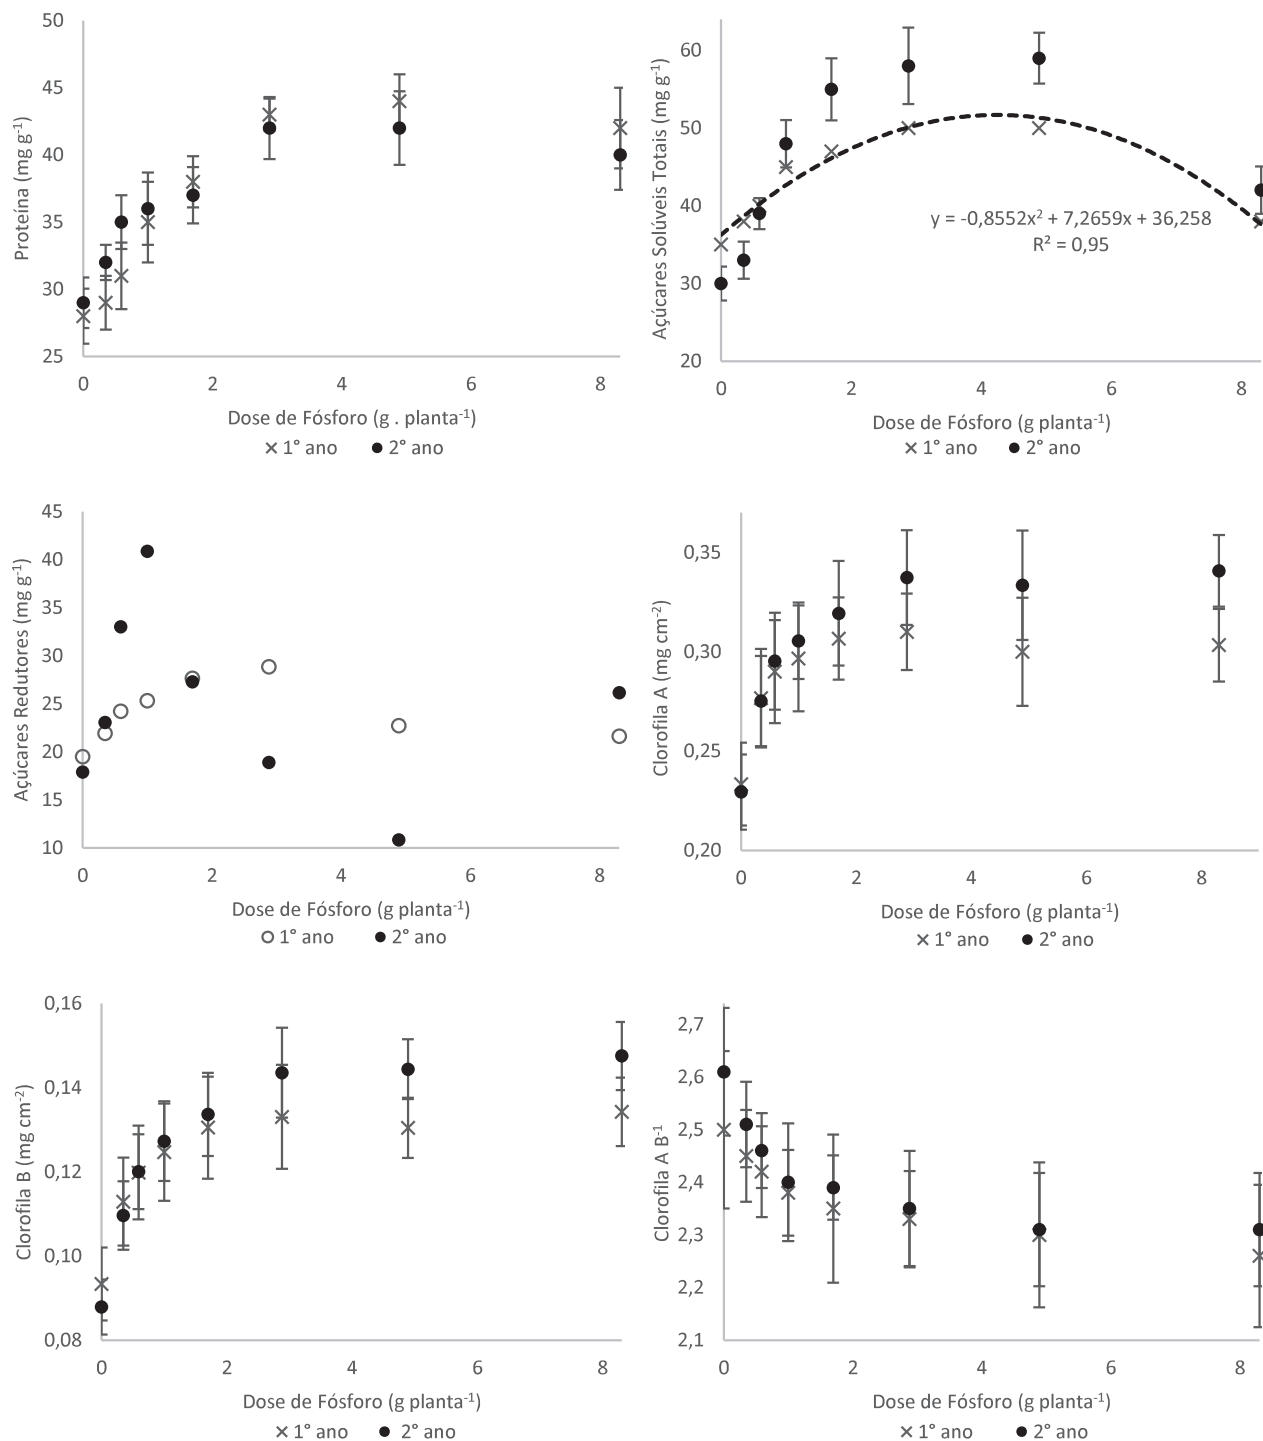 50
45
40
35
30
25
Proteína (mg g-1)
0 2 4 6 8
Dose de Fósforo (g . planta-1)
1° ano 2° ano
60
50
40
30
20
Açúcares Solúveis Totais (mg g-1)
y = -0,8552x2 + 7,2659x + 36,258
R2 = 0,95
0 2 4 6 8
Dose de Fósforo (g planta-1)
1° ano 2° ano
45
40
35
30
25
20
15
10
Açúcares Redutores (mg g-1)
0 2 4 6 8
Dose de Fósforo (g planta-1)
1° ano 2° ano
0,35
0,30
0,25
0,20
Clorofila A (mg cm-2)
0 2 4 6 8
Dose de Fósforo (g planta-1)
1° ano 2° ano
0,16
0,14
0,12
0,10
0,08
Clorofila B (mg cm-2)
0 2 4 6 8
Dose de Fósforo (g planta-1)
1° ano 2° ano
2,7
2,6
2,5
2,4
2,3
2,2
2,1
Clorofila A B-1
0 2 4 6 8
Dose de Fósforo (g planta-1)
1° ano 2° ano